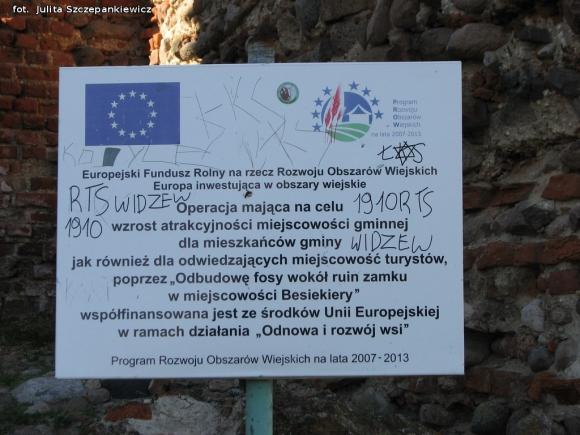 fot. Julita Szczepankiewicz
Program
Rozwoju
Obszarów
Wiejskich
na lata 2007-2013
ŁKS
Europejski Fundusz Rolny na rzecz Rozwoju Obszarów Wiejskich
Europa inwestująca w obszary wiejskie
RTS WIDZEW Operacja mająca na celu 1910 RTS
1910 wzrost atrakcyjności miejscowości gminnej
dla mieszkańców gminy WIDZEW
jak również dla odwiedzających miejscowość turystów,
poprzez „Odbudowę fosy wokół ruin zamku
w miejscowości Besiekiery”
współfinansowana jest ze środków Unii Europejskiej
w ramach działania „Odnowa i rozwój wsi”
Program Rozwoju Obszarów Wiejskich na lata 2007-2013